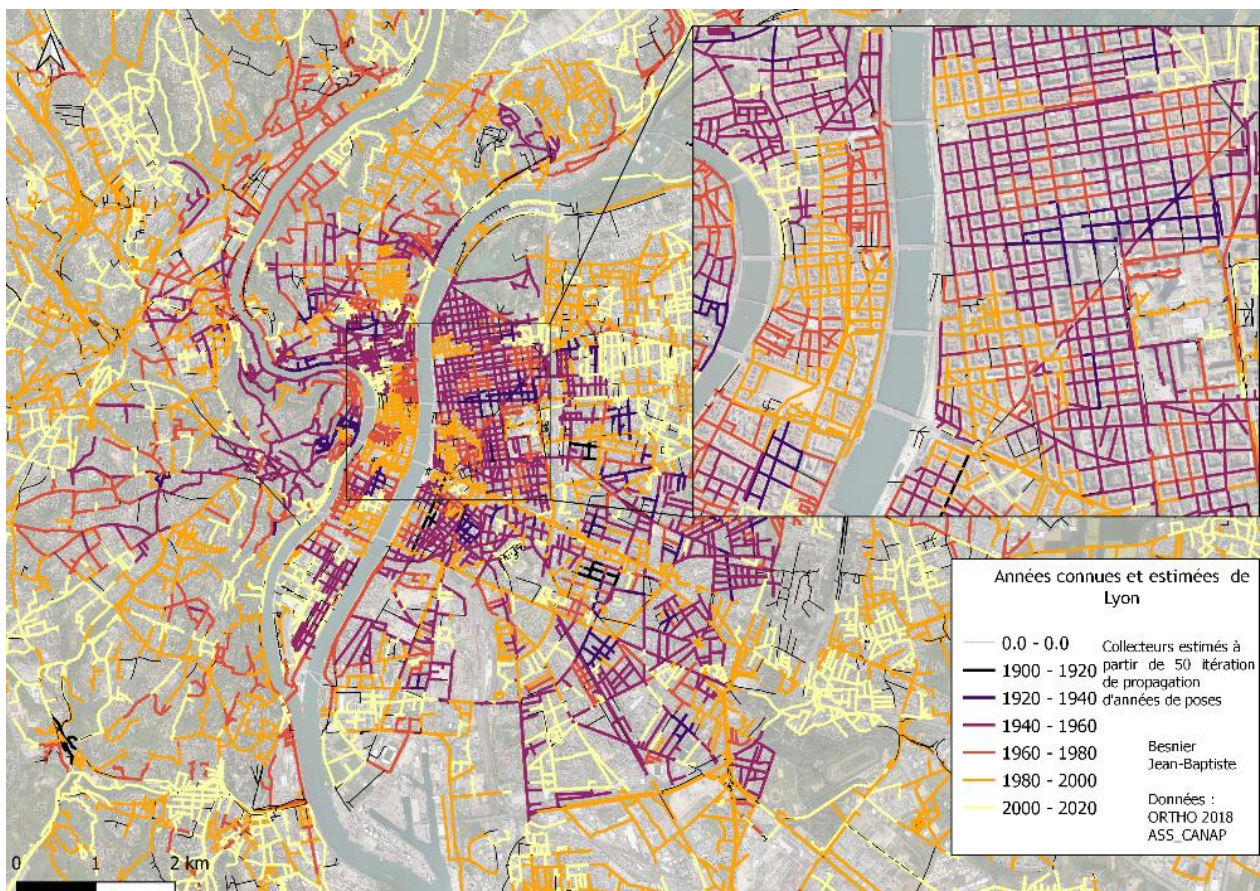 Années connues et estimées de
Lyon
0.0 - 0.0
1900 - 1920
1920 - 1940
1940 - 1960
1960 - 1980
1980 - 2000
2000 - 2020
Collecteurs estimés à
partir de 50 itération
de propagation
d'années de poses
Besnier
Jean-Baptiste
Données :
ORTHO 2018
ASS_CANAP
0 1 2 km